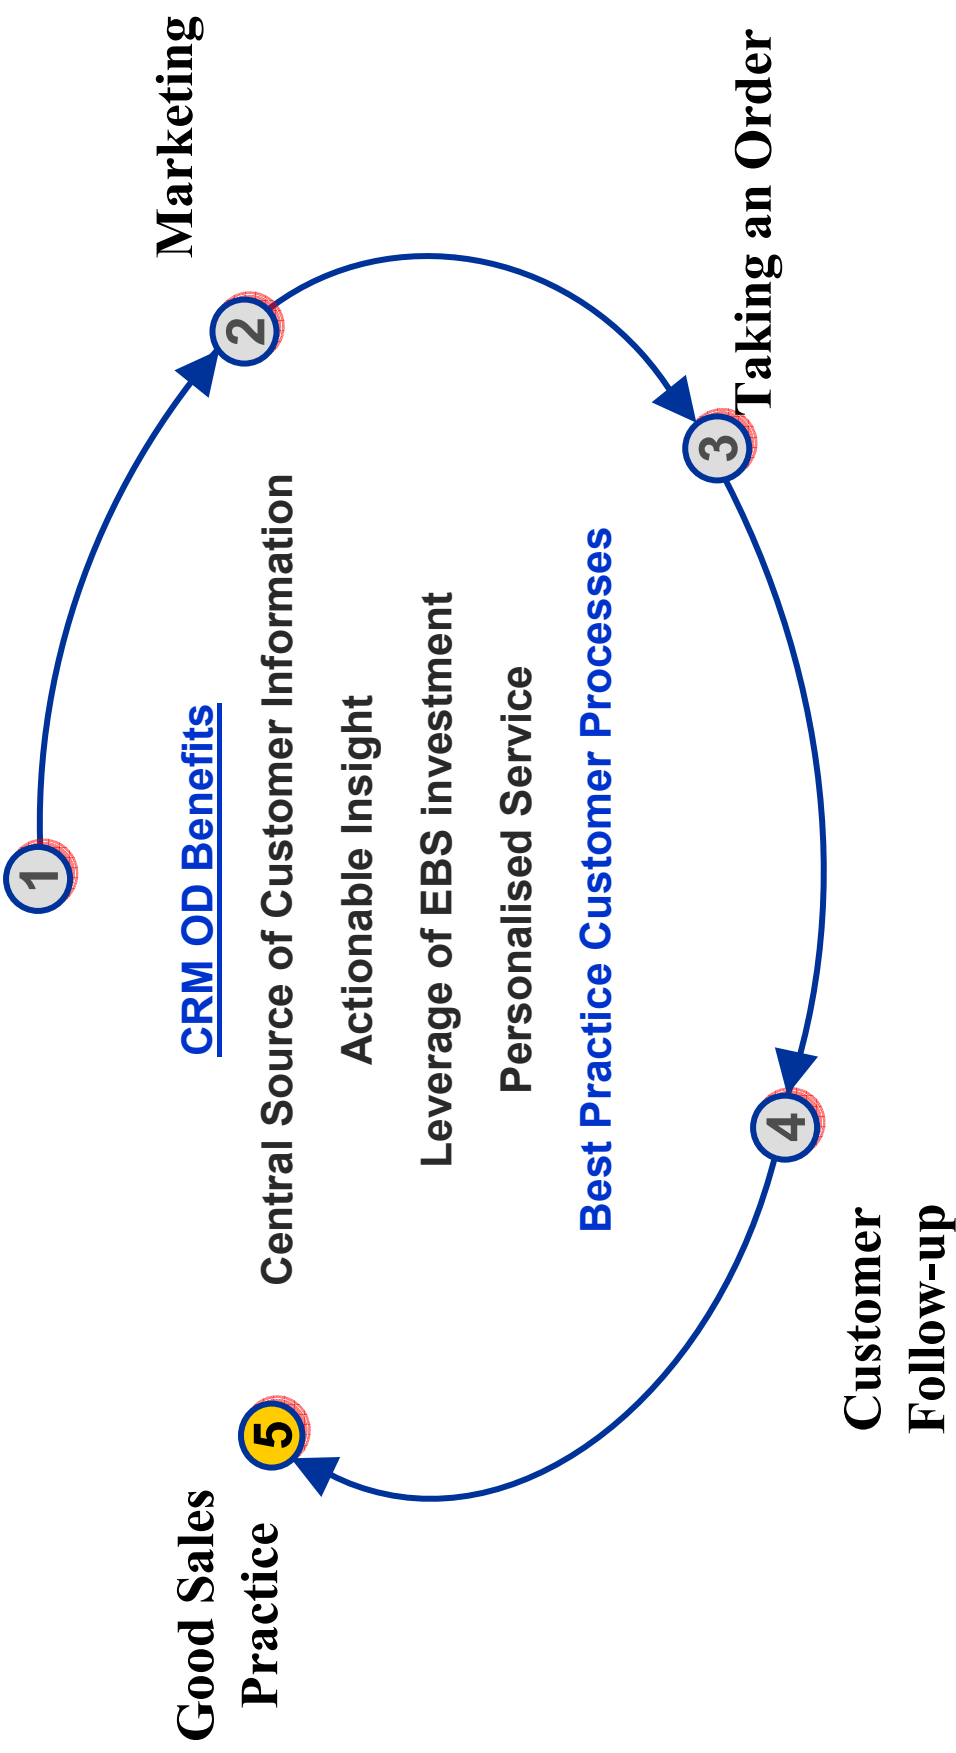 1
2
Marketing
CRM OD Benefits
Central Source of Customer Information
Actionable Insight
Leverage of EBS investment
Personalised Service
Best Practice Customer Processes
3
Taking an Order
4
Customer
Follow-up
5
Good Sales
Practice